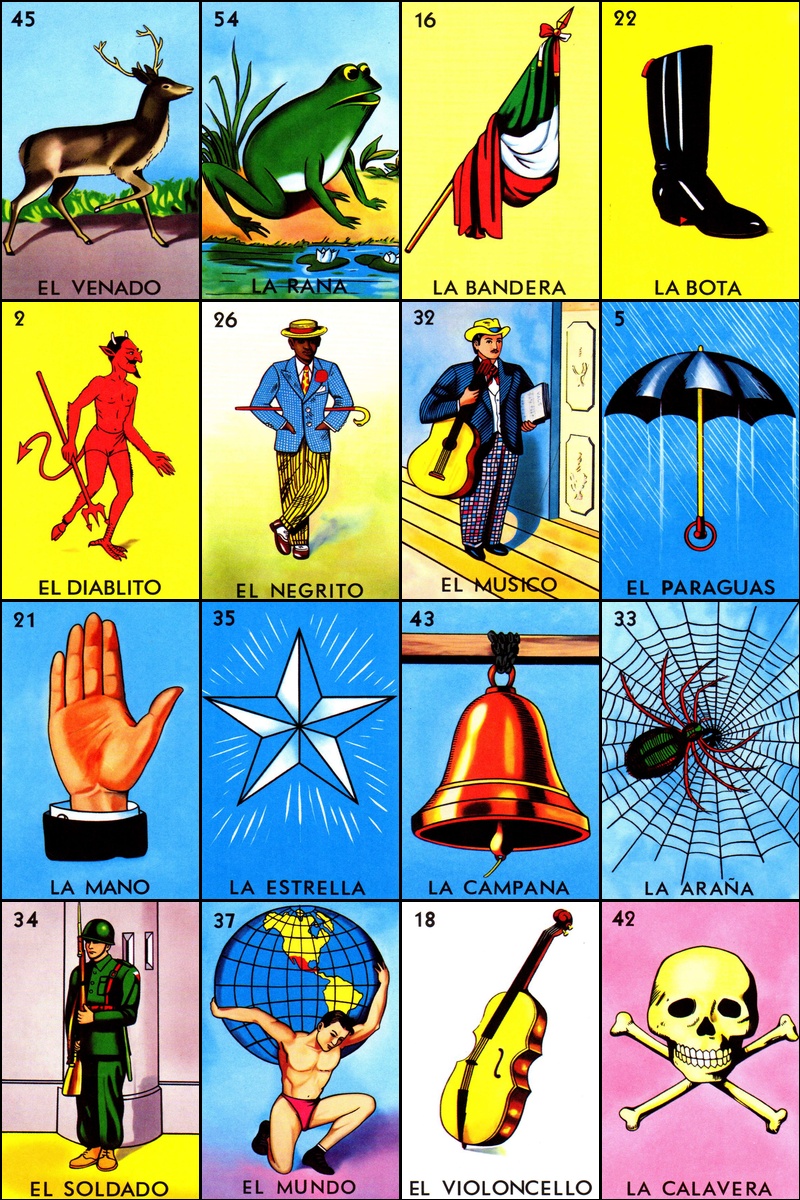 45
EL VENADO
54
LA RANA
16
LA BANDERA
22
LA BOTA
2
EL DIABLITO
26
EL NEGRITO
32
EL MUSICO
5
EL PARAGUAS
21
LA MANO
35
LA ESTRELLA
43
LA CAMPANA
33
LA ARAÑA
34
EL SOLDADO
37
EL MUNDO
18
EL VIOLONCELLO
42
LA CALAVERA